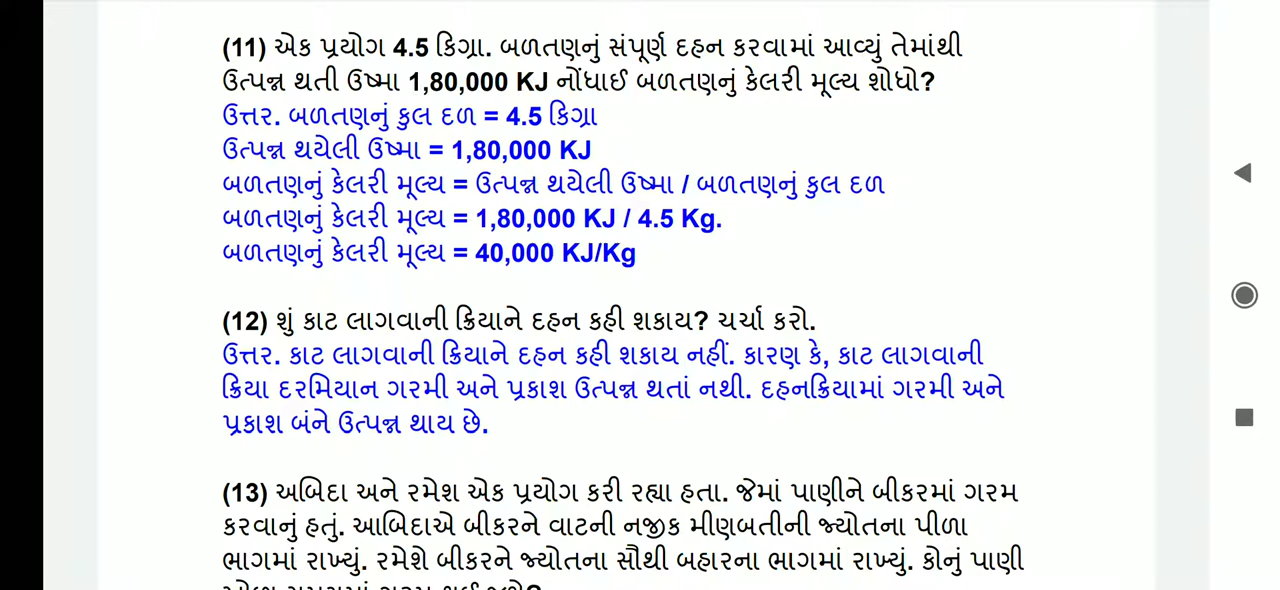 (11) એક પ્રયોગ 4.5 કિગ્રા. બળતણનું સંપૂર્ણ દહન કરવામાં આવ્યું તેમાંથી
ઉત્પન્ન થતી ઉષ્મા 1,80,000 KJ નોંધાઈ બળતણનું કેલરી મૂલ્ય શોધો?
ઉત્તર. બળતણનું કુલ દળ = 4.5 કિગ્રા
ઉત્પન્ન થયેલી ઉષ્મા = 1,80,000 KJ
બળતણનું કેલરી મૂલ્ય = ઉત્પન્ન થયેલી ઉષ્મા / બળતણનું કુલ દળ
બળતણનું કેલરી મૂલ્ય = 1,80,000 KJ / 4.5 Kg.
બળતણનું કેલરી મૂલ્ય = 40,000 KJ/Kg
(12) શું કાટ લાગવાની ક્રિયાને દહન કહી શકાય? ચર્ચા કરો.
ઉત્તર. કાટ લાગવાની ક્રિયાને દહન કહી શકાય નહીં. કારણ કે, કાટ લાગવાની
ક્રિયા દરમિયાન ગરમી અને પ્રકાશ ઉત્પન્ન થતાં નથી. દહનક્રિયામાં ગરમી અને
પ્રકાશ બંને ઉત્પન્ન થાય છે.
(13) અબિદા અને રમેશ એક પ્રયોગ કરી રહ્યા હતા. જેમાં પાણીને બીકરમાં ગરમ
કરવાનું હતું. આબિદાએ બીકરને વાટની નજીક મીણબતીની જ્યોતના પીળા
ભાગમાં રાખ્યું. રમેશે બીકરને જ્યોતના સૌથી બહારના ભાગમાં રાખ્યું. કોનું પાણી